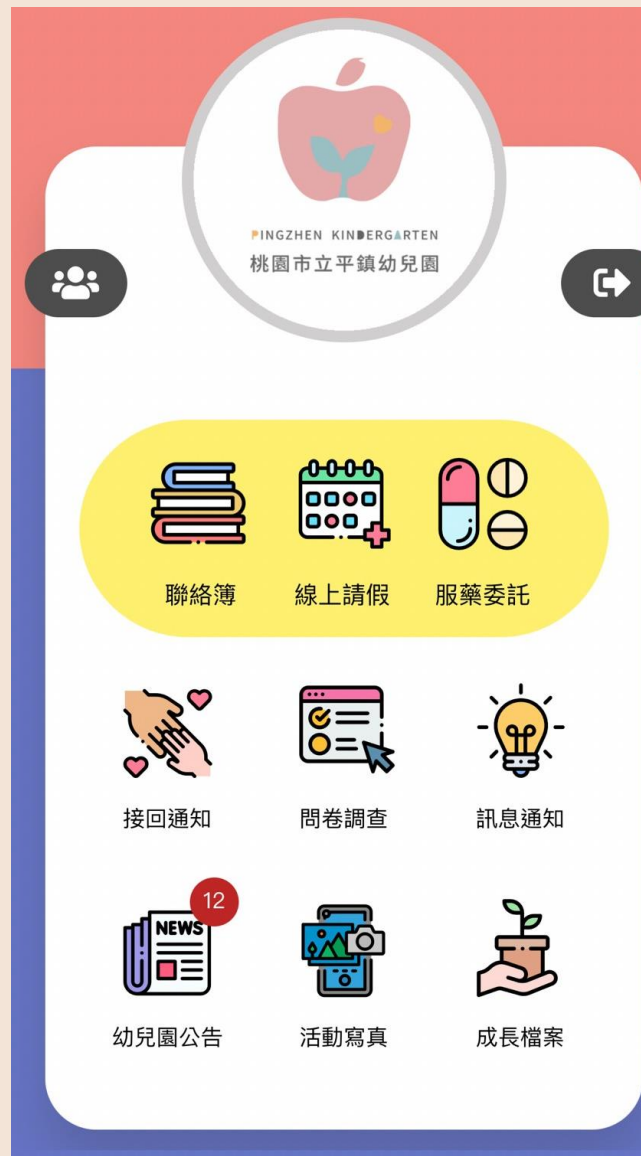 PINGZHEN KINDERGARTEN
桃園市立平鎮幼兒園
聯絡簿 線上請假 服藥委託
接回通知 問卷調查 訊息通知
12
NEWS
幼兒園公告 活動寫真 成長檔案